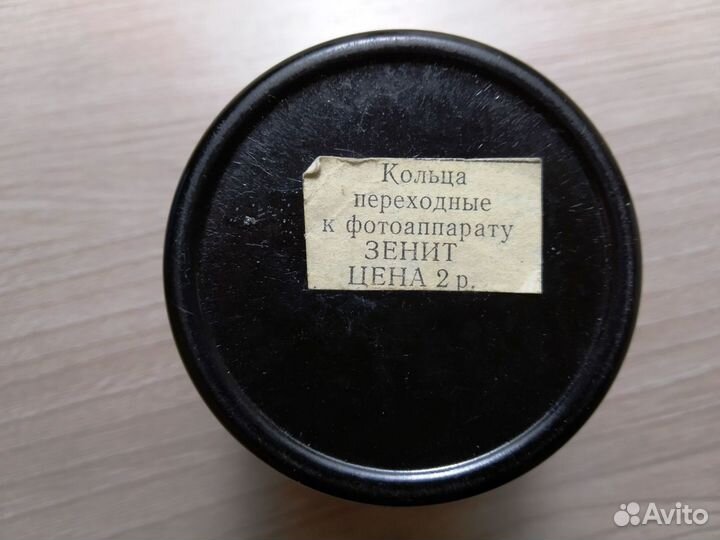 Кольца
переходные
к фотоаппарату
ЗЕНИТ
ЦЕНА 2 р.
Avito